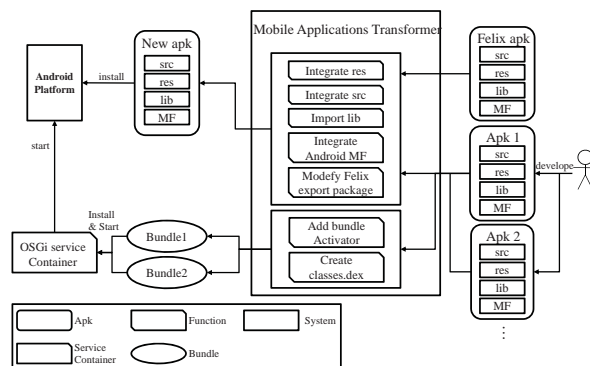 Mobile Applications Transformer
New apk
src
res
lib
MF
Android
Platform
install
start
Integrate res
Integrate src
Import lib
Integrate
Android MF
Modefy Felix
export package
Felix apk
src
res
lib
MF
Apk 1
src
res
lib
MF
develope
Apk 2
src
res
lib
MF
⋮
Install
& Start
OSGi service
Container
Bundle1
Bundle2
Add bundle
Activator
Create
classes.dex
Apk
Function
System
Service
Container
Bundle